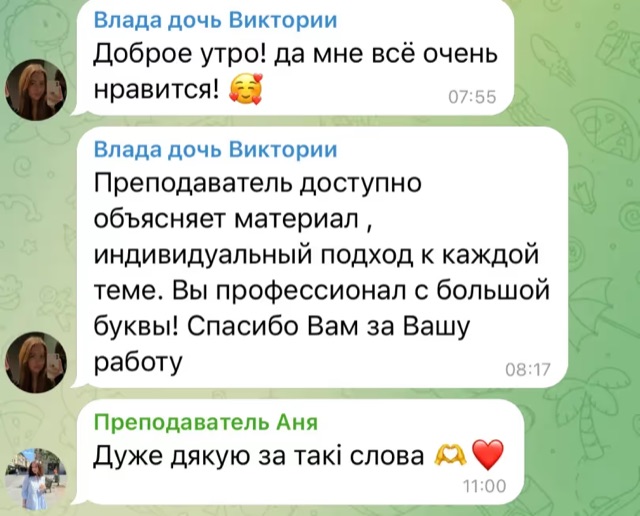 Влада дочь Виктории
Доброе утро! да мне всё очень
нравится! 🥰
07:55
Влада дочь Виктории
Преподаватель доступно
объясняет материал ,
индивидуальный подход к каждой
теме. Вы профессионал с большой
буквы! Спасибо Вам за Вашу
работу
08:17
Преподаватель Аня
Дуже дякую за такі слова 🫶❤️
11:00